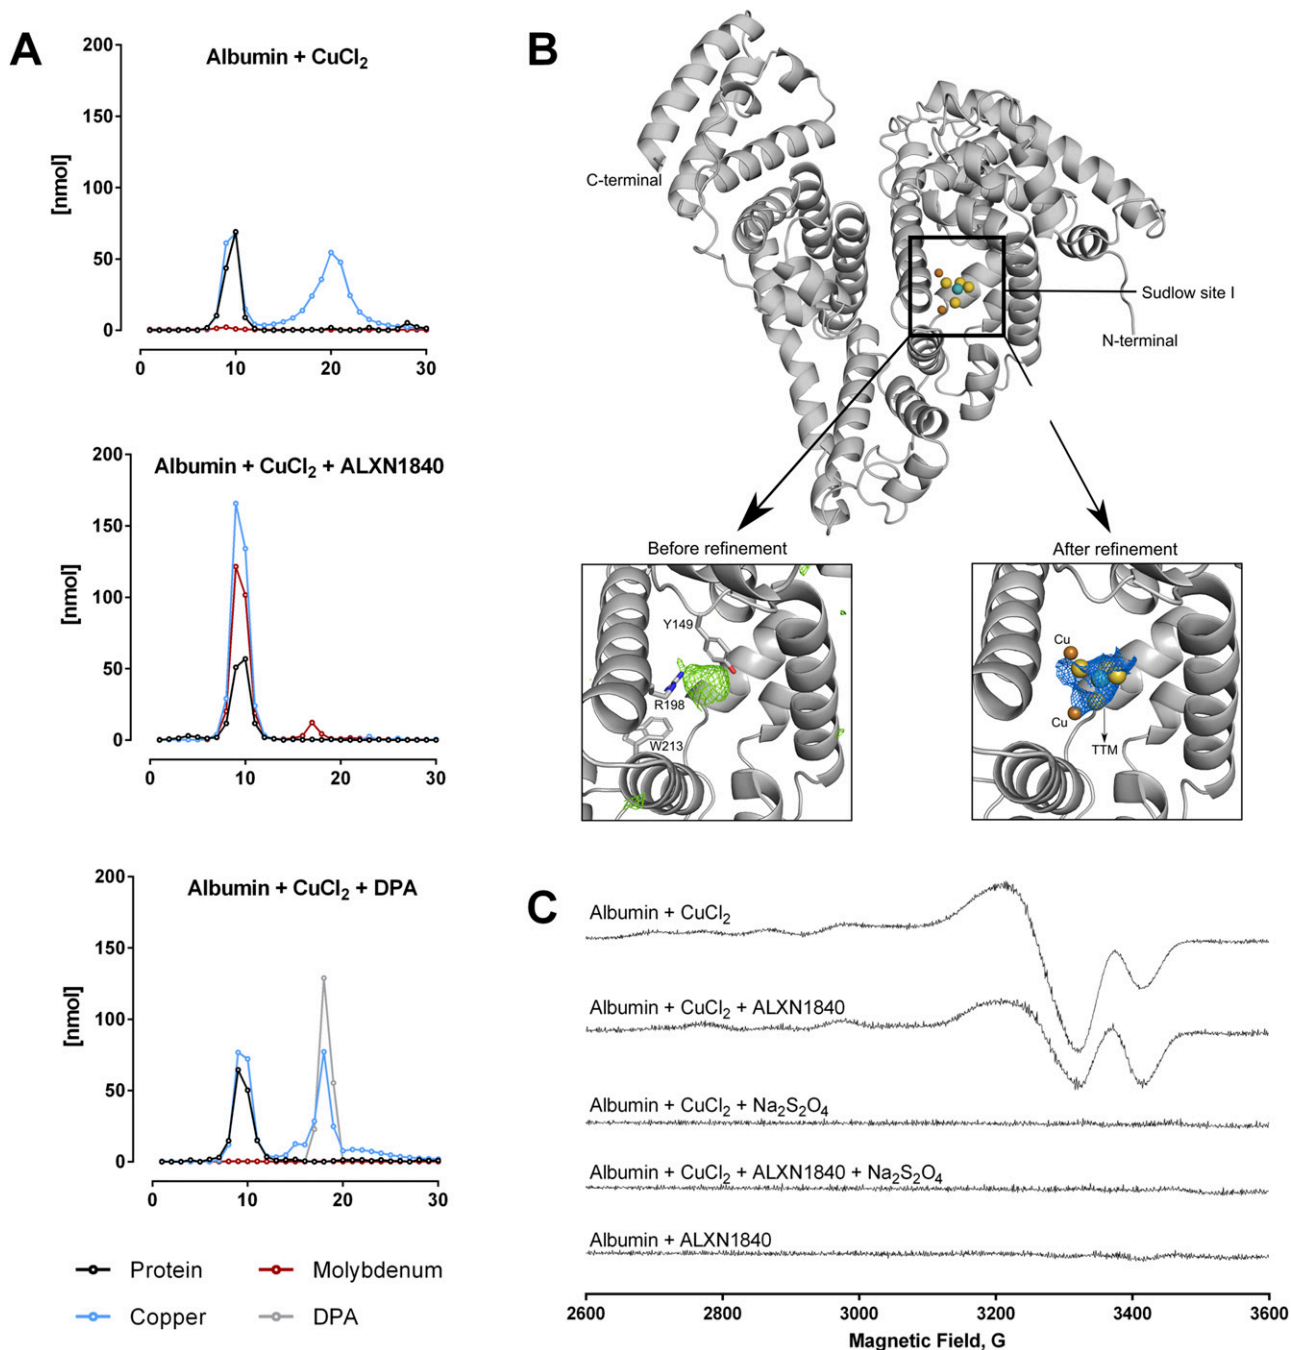 A
Albumin + CuCl₂
200
150
100
50
0
[nmol]
0 10 20 30
Albumin + CuCl₂ + ALXN1840
200
150
100
50
0
[nmol]
0 10 20 30
Albumin + CuCl₂ + DPA
200
150
100
50
0
[nmol]
0 10 20 30
Protein Molybdenum
Copper DPA
B
C-terminal
Sudlow site I
N-terminal
Before refinement
Y149
R198
W213
After refinement
Cu
Cu
TTM
C
Albumin + CuCl₂
Albumin + CuCl₂ + ALXN1840
Albumin + CuCl₂ + Na₂S₂O₄
Albumin + CuCl₂ + ALXN1840 + Na₂S₂O₄
Albumin + ALXN1840
2600 2800 3000 3200 3400 3600
Magnetic Field, G